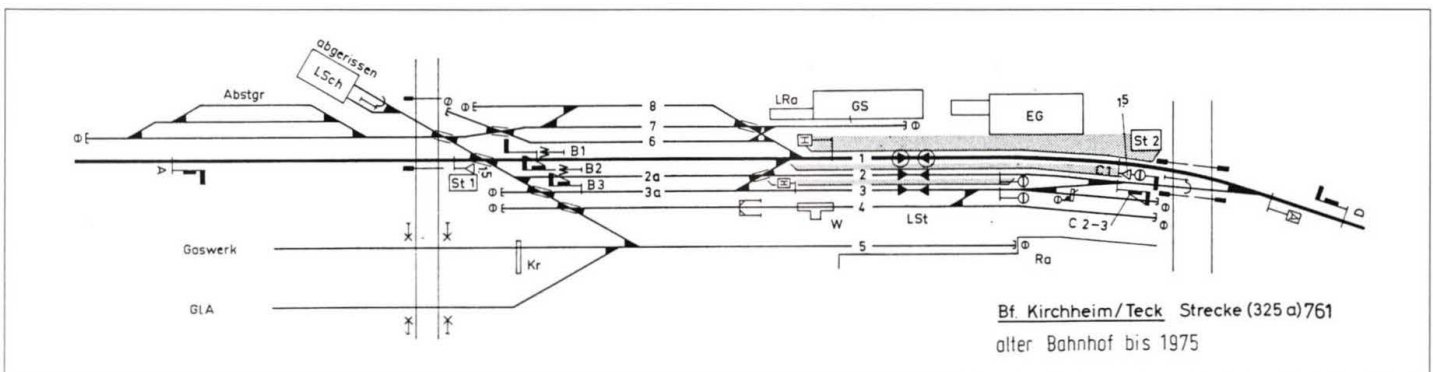 abgerissen
LSch
Abstgr
8
7
6
LRa
GS
EG
15
St 2
A
St 1
15
B1
B2
B3
2a
3a
H
H
1
2
3
4
W
LSt
C1
C 2-3
A
D
Gaswerk
Kr
5
Ra
GlA
Bf. Kirchheim/Teck Strecke (325 a) 761
alter Bahnhof bis 1975